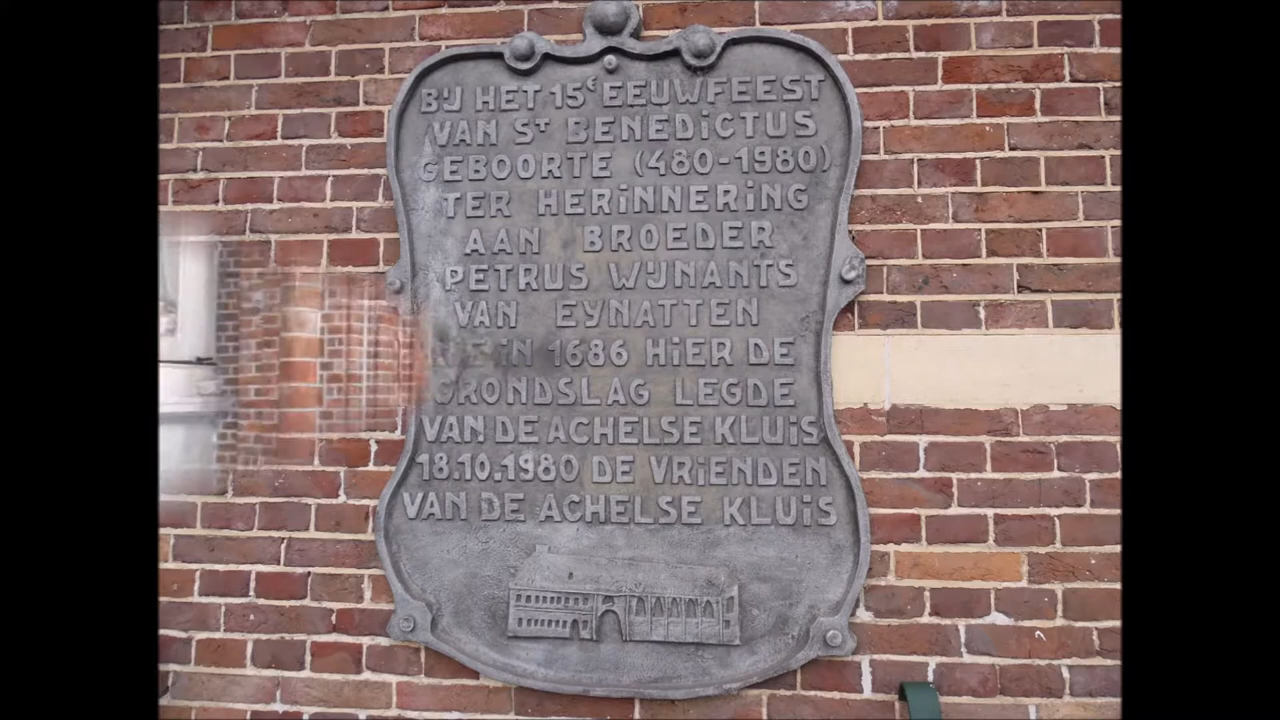 BIJ HET 15e EEUWFEEST
VAN ST BENEDICTUS
GEBOORTE (480-1980)
TER HERINNERING
AAN BROEDER
PETRUS WIJNANTS
VAN EYNATTEN
DIE IN 1686 HIER DE
GRONDSLAG LEGDE
VAN DE ACHELSE KLUIS
18.10.1980 DE VRIENDEN
VAN DE ACHELSE KLUIS